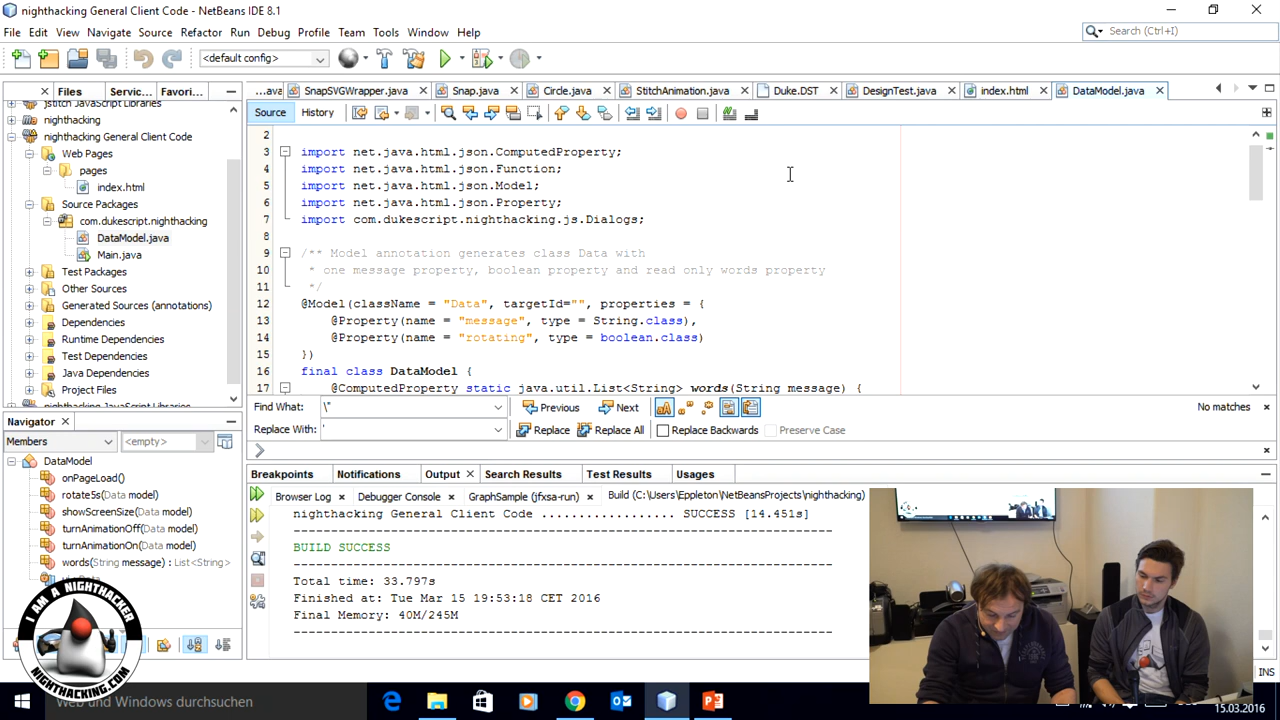 nighthacking General Client Code - NetBeans IDE 8.1
File Edit View Navigate Source Refactor Run Debug Profile Team Tools Window Help
Search (Ctrl+I)
<default config>
Files Servic... Favori...
...ava SnapSVGWrapper.java Snap.java Circle.java StitchAnimation.java Duke.DST DesignTest.java index.html DataModel.java
Source History
jstitch JavaScript Libraries
nighthacking
nighthacking General Client Code
Web Pages
pages
index.html
Source Packages
com.dukescript.nighthacking
DataModel.java
Main.java
Test Packages
Other Sources
Generated Sources (annotations)
Dependencies
Runtime Dependencies
Test Dependencies
Java Dependencies
Project Files
nighthacking JavaScript Libraries
2
3 import net.java.html.json.ComputedProperty;
4 import net.java.html.json.Function;
5 import net.java.html.json.Model;
6 import net.java.html.json.Property;
7 import com.dukescript.nighthacking.js.Dialogs;
8
9 /** Model annotation generates class Data with
10 * one message property, boolean property and read only words property
11 */
12 @Model(className = "Data", targetId="", properties = {
13 @Property(name = "message", type = String.class),
14 @Property(name = "rotating", type = boolean.class)
15 })
16 final class DataModel {
17 @ComputedProperty static java.util.List<String> words(String message) {
Find What: \" Previous Next No matches
Replace With: ' Replace Replace All Replace Backwards Preserve Case
Navigator
Members <empty>
DataModel
onPageLoad()
rotate5s(Data model)
showScreenSize(Data model)
turnAnimationOff(Data model)
turnAnimationOn(Data model)
words(String message) : List<String>
Breakpoints Notifications Output Search Results Test Results Usages
Browser Log Debugger Console GraphSample (jfxsa-run) Build (C:\Users\Eppleton\NetBeansProjects\nighthacking)
nighthacking General Client Code .................. SUCCESS [14.451s]
------------------------------------------------------------------------
BUILD SUCCESS
------------------------------------------------------------------------
Total time: 33.797s
Finished at: Tue Mar 15 19:53:18 CET 2016
Final Memory: 40M/245M
------------------------------------------------------------------------
INS
I AM A NIGHTHACKER
NIGHTHACKING.COM
Web und Windows durchsuchen
15.03.2016